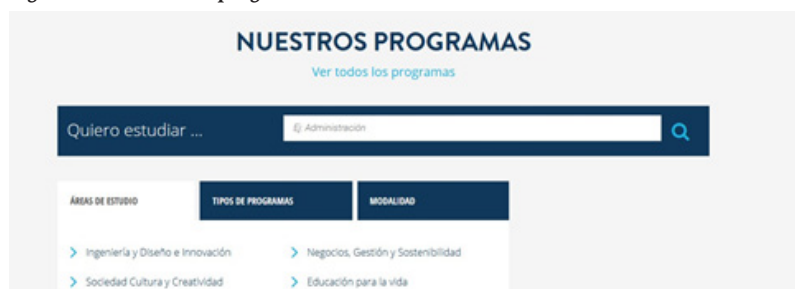 NUESTROS PROGRAMAS
Ver todos los programas
Quiero estudiar ...
Ej: Administración
ÁREAS DE ESTUDIO
TIPOS DE PROGRAMAS
MODALIDAD
Ingeniería y Diseño e Innovación
Negocios, Gestión y Sostenibilidad
Sociedad Cultura y Creatividad
Educación para la vida